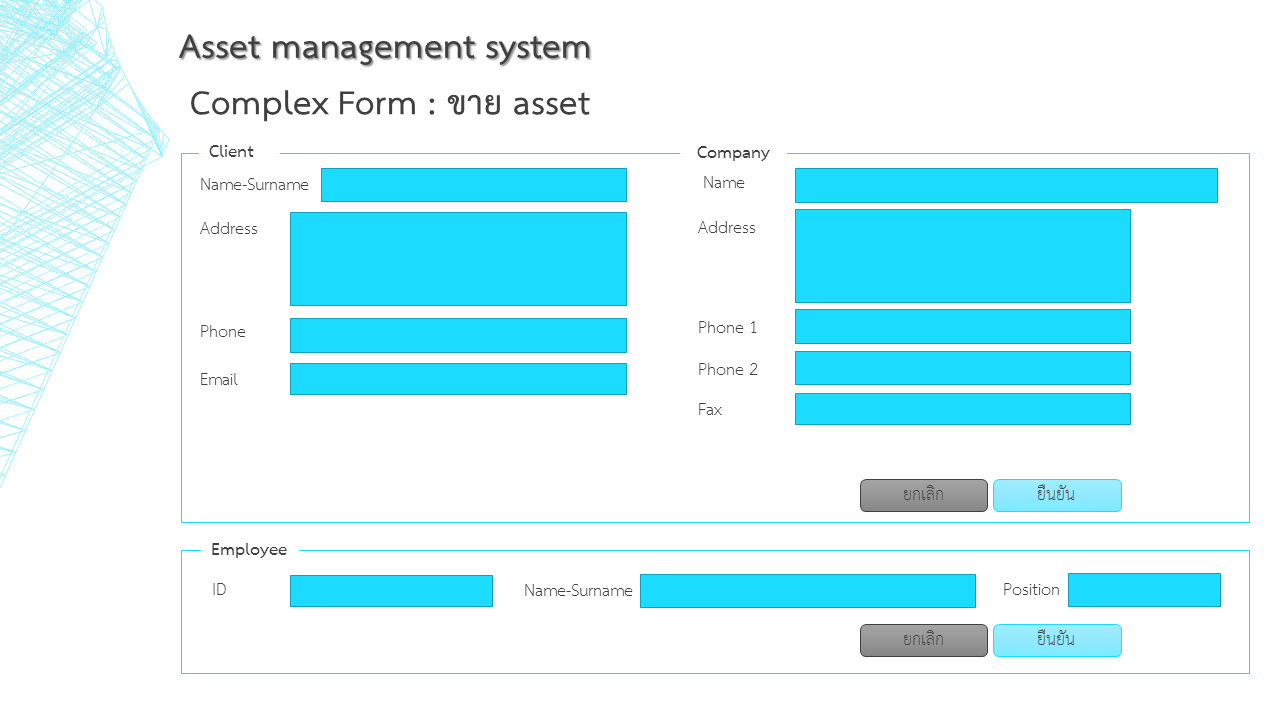 Asset management system
Complex Form : ขาย asset
Client
Name-Surname
Address
Phone
Email
Company
Name
Address
Phone 1
Phone 2
Fax
ยกเลิก ยืนยัน
Employee
ID Name-Surname Position
ยกเลิก ยืนยัน